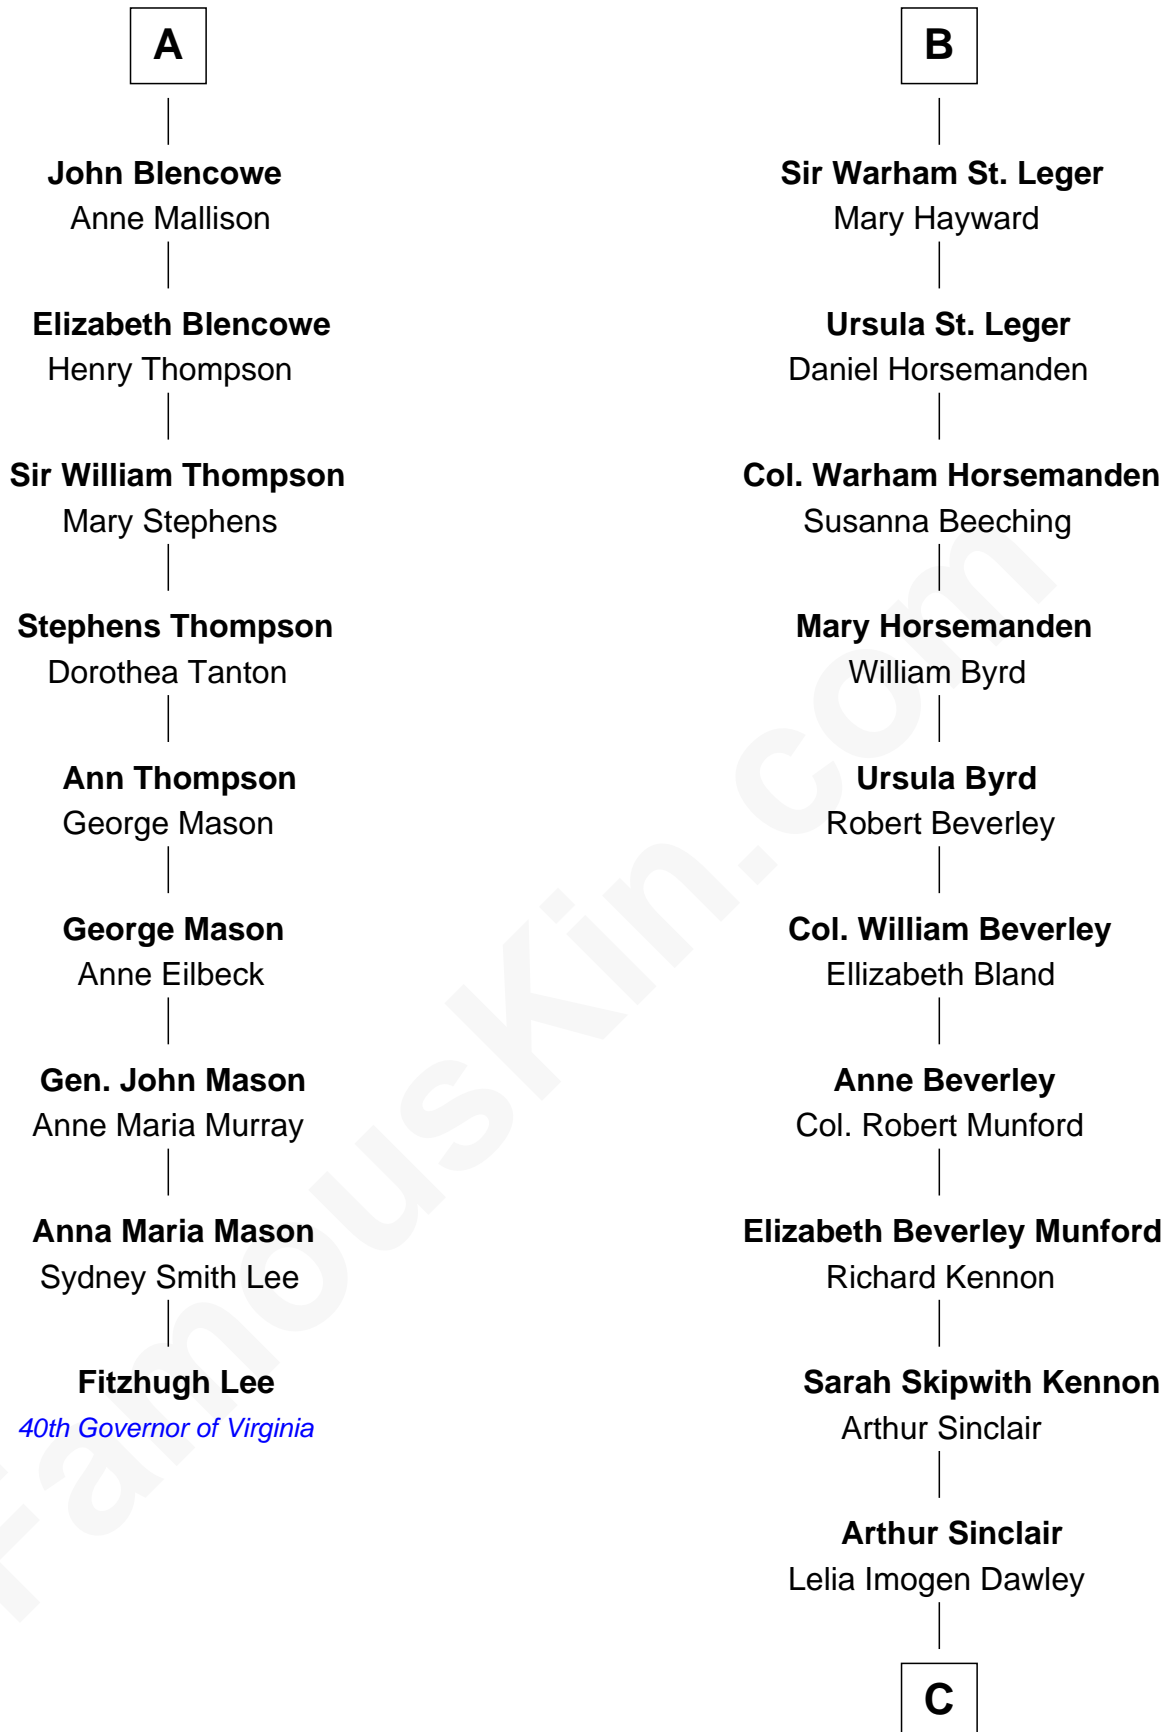 A
John Blencowe
Anne Mallison
Elizabeth Blencowe
Henry Thompson
Sir William Thompson
Mary Stephens
Stephens Thompson
Dorothea Tanton
Ann Thompson
George Mason
George Mason
Anne Eilbeck
Gen. John Mason
Anne Maria Murray
Anna Maria Mason
Sydney Smith Lee
Fitzhugh Lee
40th Governor of Virginia
B
Sir Warham St. Leger
Mary Hayward
Ursula St. Leger
Daniel Horsemanden
Col. Warham Horsemanden
Susanna Beeching
Mary Horsemanden
William Byrd
Ursula Byrd
Robert Beverley
Col. William Beverley
Ellizabeth Bland
Anne Beverley
Col. Robert Munford
Elizabeth Beverley Munford
Richard Kennon
Sarah Skipwith Kennon
Arthur Sinclair
Arthur Sinclair
Lelia Imogen Dawley
C
FamousKin.com